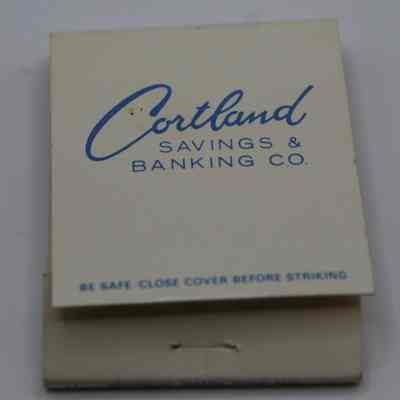 Cortland
SAVINGS &
BANKING CO.
BE SAFE CLOSE COVER BEFORE STRIKING